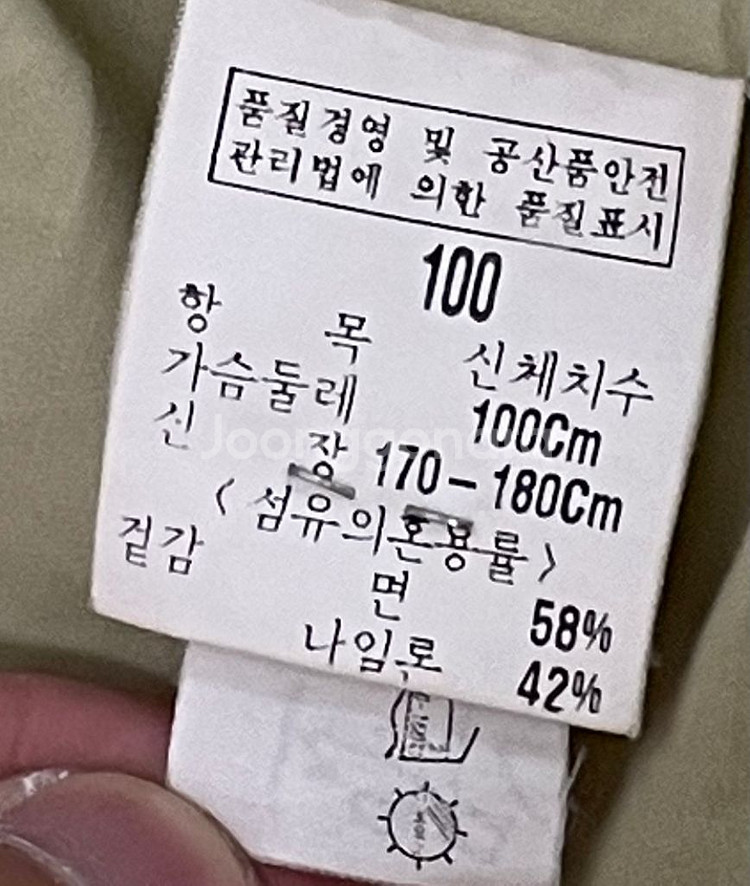 품질경영 및 공산품안전
관리법에 의한 품질표시
100
항 목 신체치수
가슴둘레 100Cm
신 장 170-180Cm
< 섬유의혼용률 >
겉감
면 58%
나일론 42%